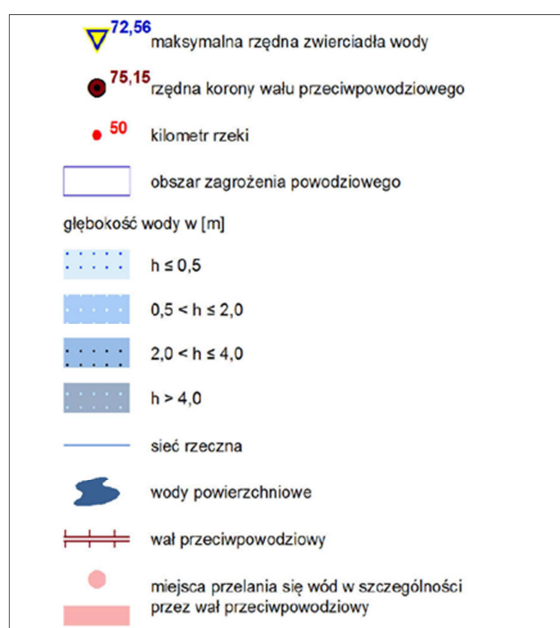 72,56
maksymalna rzędna zwierciadła wody
75,15
rzędna korony wału przeciwpowodziowego
50
kilometr rzeki
obszar zagrożenia powodziowego
głębokość wody w [m]
h ≤ 0,5
0,5 < h ≤ 2,0
2,0 < h ≤ 4,0
h > 4,0
sieć rzeczna
wody powierzchniowe
wał przeciwpowodziowy
miejsca przelania się wód w szczególności
przez wał przeciwpowodziowy